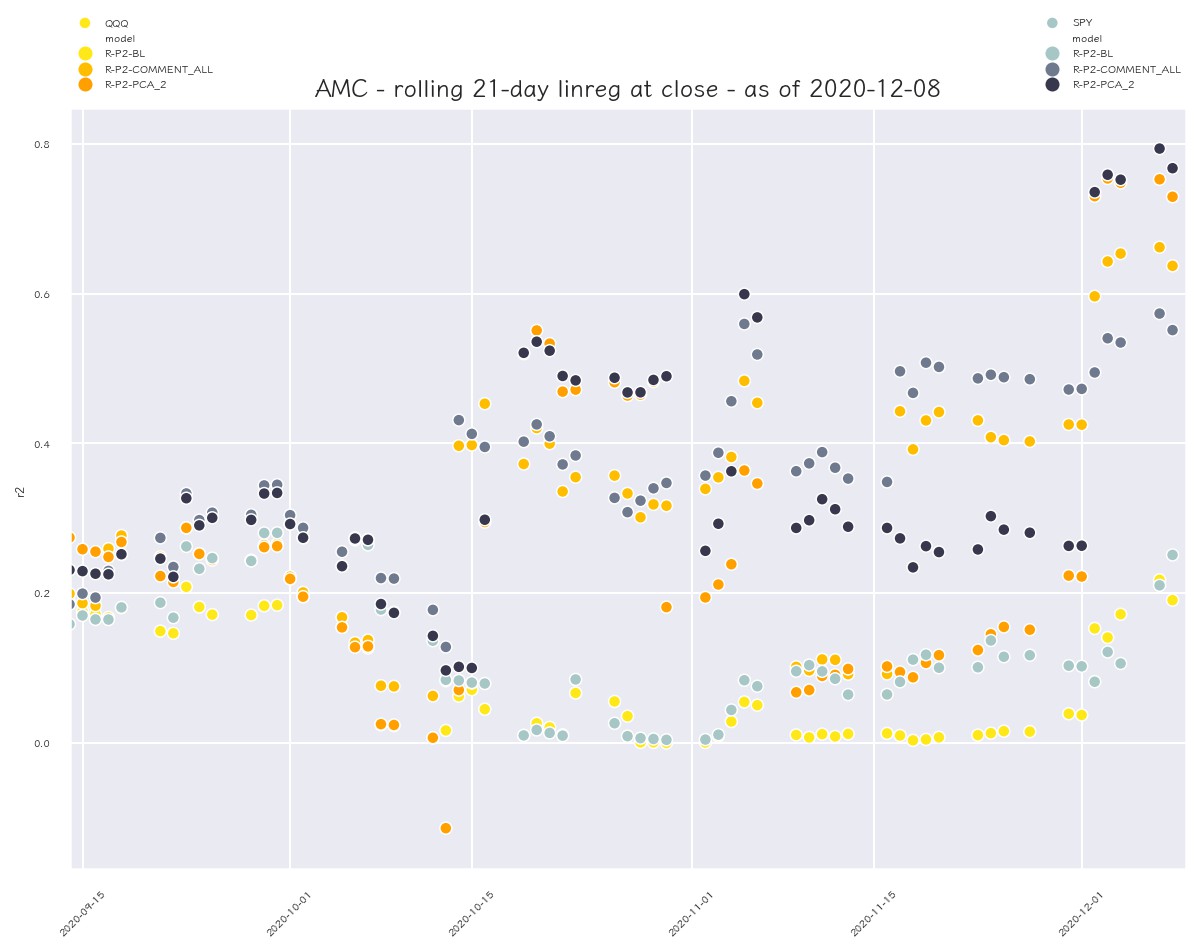 QQQ
model
R-P2-BL
R-P2-COMMENT_ALL
R-P2-PCA_2
SPY
model
R-P2-BL
R-P2-COMMENT_ALL
R-P2-PCA_2
AMC - rolling 21-day linreg at close - as of 2020-12-08
0.8
0.6
0.4
0.2
0.0
r2
2020-09-15
2020-10-01
2020-10-15
2020-11-01
2020-11-15
2020-12-01